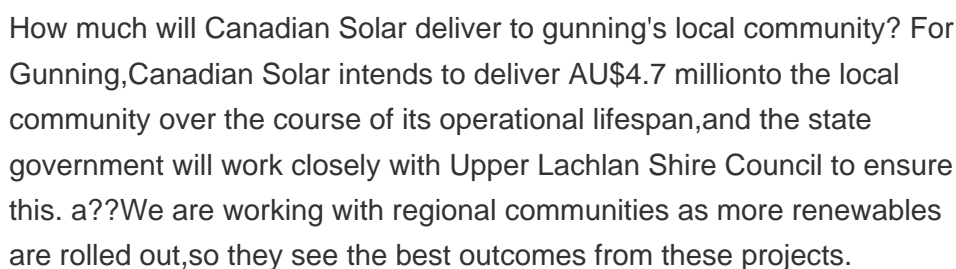 How much will Canadian Solar deliver to gunning's local community? For
Gunning,Canadian Solar intends to deliver AU$4.7 millionto the local
community over the course of its operational lifespan,and the state
government will work closely with Upper Lachlan Shire Council to ensure
this. a??We are working with regional communities as more renewables
are rolled out,so they see the best outcomes from these projects.